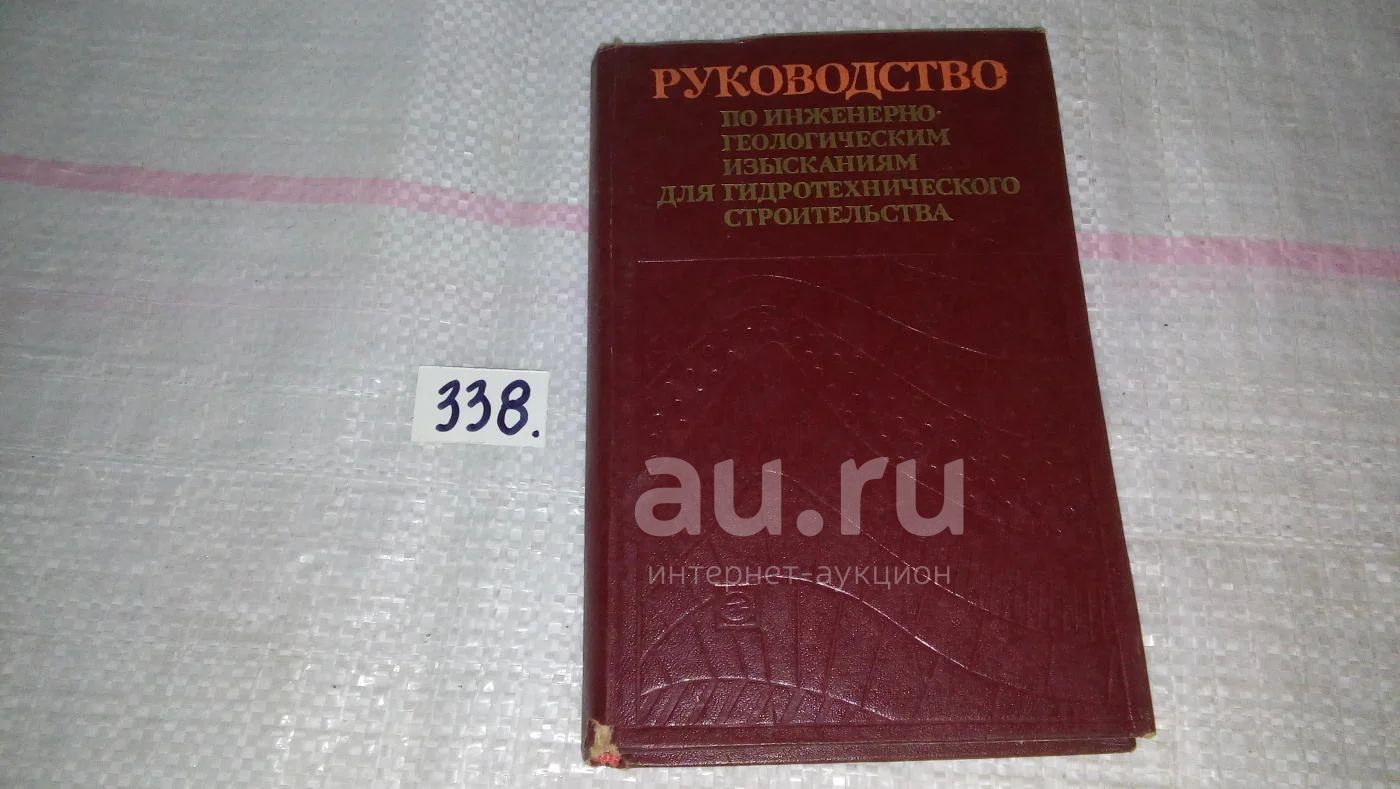 РУКОВОДСТВО
ПО ИНЖЕНЕРНО-
ГЕОЛОГИЧЕСКИМ
ИЗЫСКАНИЯМ
ДЛЯ ГИДРОТЕХНИЧЕСКОГО
СТРОИТЕЛЬСТВА
338.
au.ru
интернет-аукцион